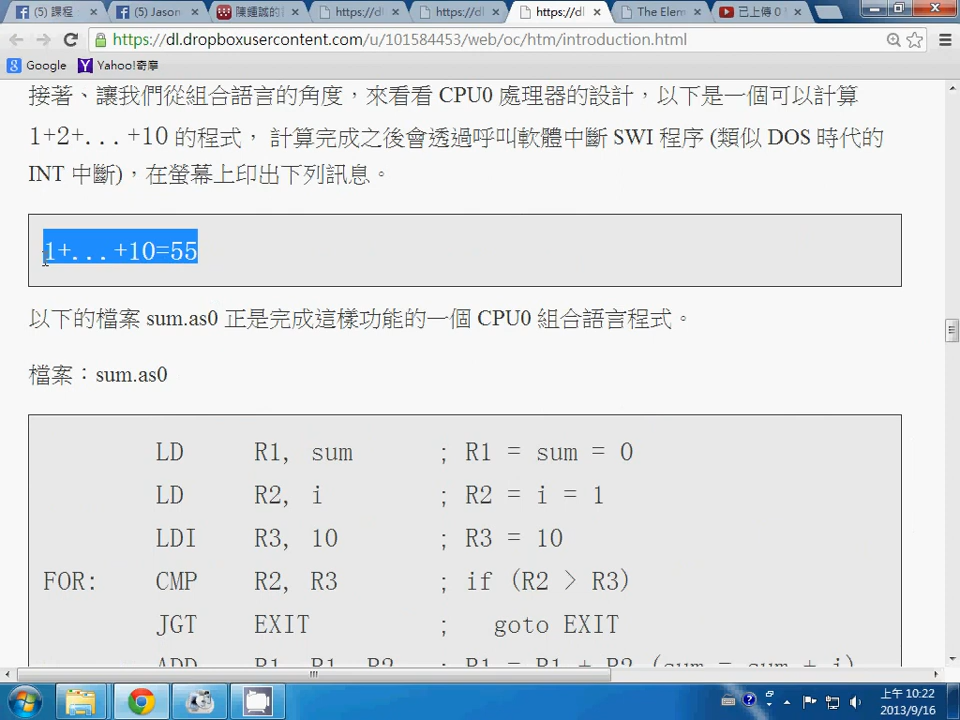 (5) 課程
(5) Jason
陳鍾誠的
https://dl
https://dl
https://dl
The Elem
已上傳 0
https://dl.dropboxusercontent.com/u/101584453/web/oc/htm/introduction.html
Google
Yahoo!奇摩
接著、讓我們從組合語言的角度，來看看 CPU0 處理器的設計，以下是一個可以計算
1+2+...+10 的程式， 計算完成之後會透過呼叫軟體中斷 SWI 程序 (類似 DOS 時代的
INT 中斷)，在螢幕上印出下列訊息。
1+...+10=55
以下的檔案 sum.as0 正是完成這樣功能的一個 CPU0 組合語言程式。
檔案：sum.as0
LD R1, sum ; R1 = sum = 0
LD R2, i ; R2 = i = 1
LDI R3, 10 ; R3 = 10
FOR: CMP R2, R3 ; if (R2 > R3)
JGT EXIT ; goto EXIT
ADD R1, R1, R2 ; R1 = R1 + R2 (sum = sum + i)
上午 10:22
2013/9/16